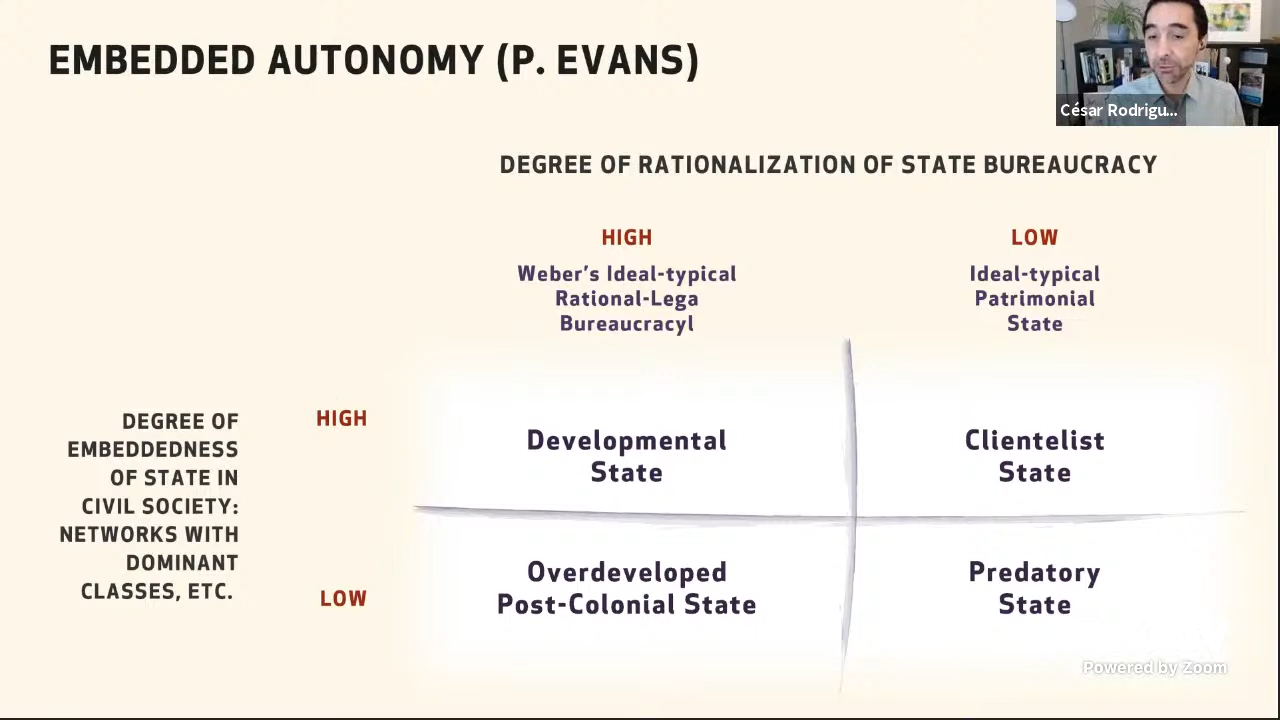 EMBEDDED AUTONOMY (P. EVANS)
César Rodrigu...
DEGREE OF RATIONALIZATION OF STATE BUREAUCRACY
HIGH
Weber's Ideal-typical
Rational-Lega
Bureaucracyl
LOW
Ideal-typical
Patrimonial
State
DEGREE OF
EMBEDDEDNESS
OF STATE IN
CIVIL SOCIETY:
NETWORKS WITH
DOMINANT
CLASSES, ETC.
HIGH
Developmental
State
Clientelist
State
LOW
Overdeveloped
Post-Colonial State
Predatory
State
Powered by Zoom